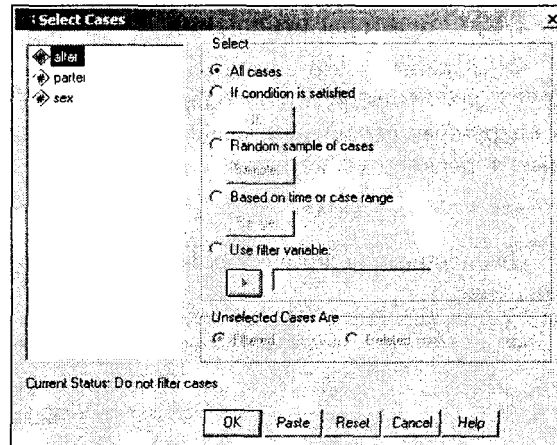 Select Cases
alter
partei
sex
Select
All cases
If condition is satisfied
If...
Random sample of cases
Sample...
Based on time or case range
Range...
Use filter variable:
Unselected Cases Are
Filtered
Deleted
Current Status: Do not filter cases
OK
Paste
Reset
Cancel
Help